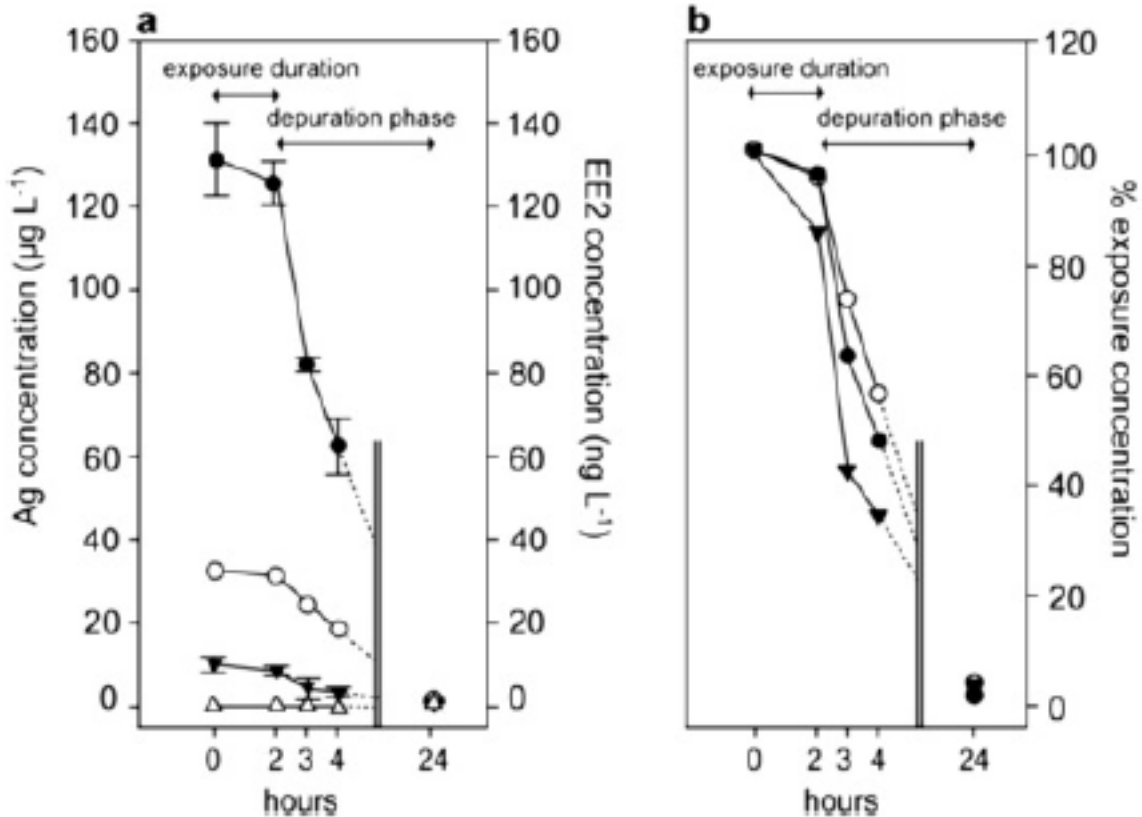 a
160
140
120
100
80
60
40
20
0
Ag concentration (µg L⁻¹)
exposure duration
depuration phase
160
140
120
100
80
60
40
20
0
EE2 concentration (ng L⁻¹)
0 2 3 4 24
hours
b
exposure duration
depuration phase
120
100
80
60
40
20
0
% exposure concentration
0 2 3 4 24
hours